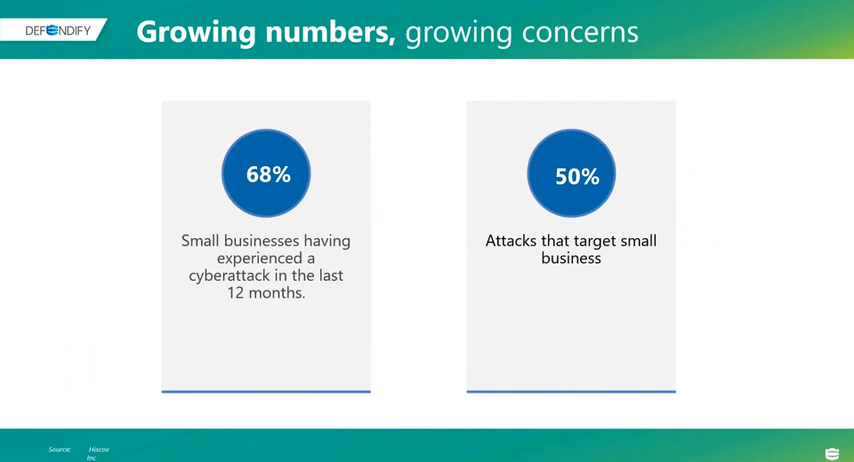 DEFENDIFY
Growing numbers, growing concerns
68%
Small businesses having
experienced a
cyberattack in the last
12 months.
50%
Attacks that target small
business
Source: Hiscox
Inc